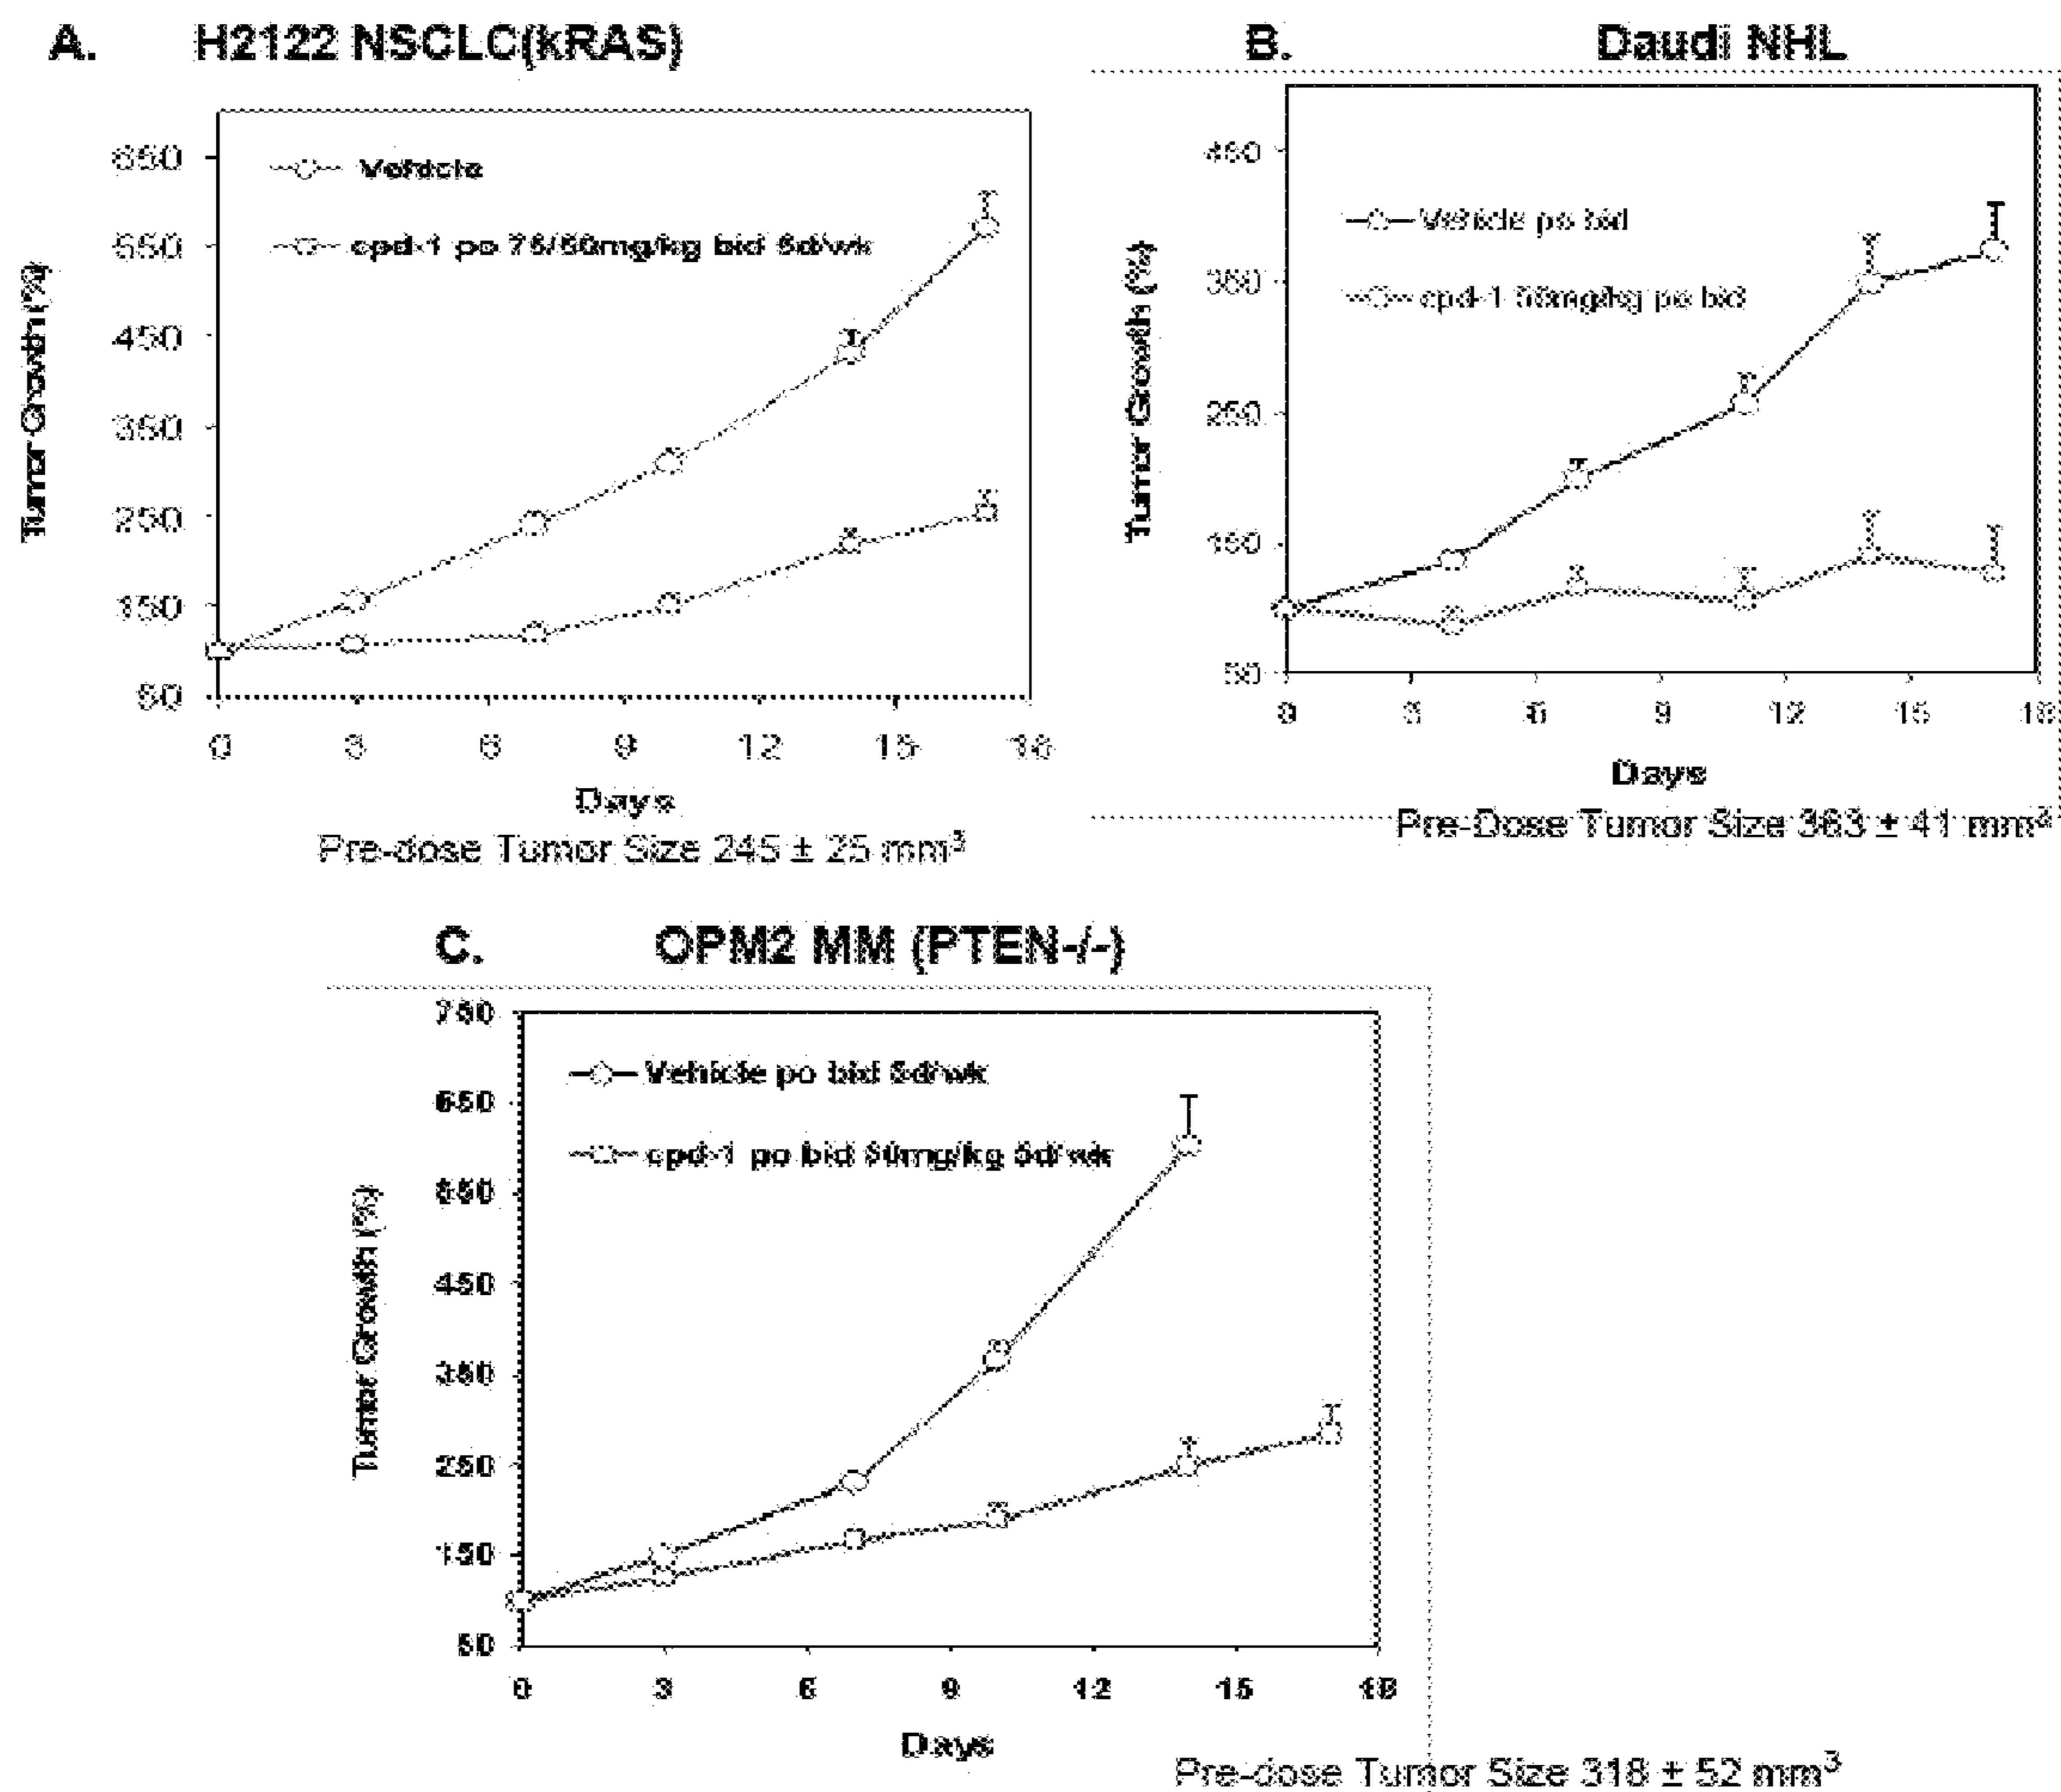 A. H2122 NSCLC(kRAS)
650
550
450
350
250
150
50
Vehicle
cpd-1 po 75/50mg/kg bid 5d/wk
Tumor Growth (%)
0 3 6 9 12 15 18
Days
Pre-dose Tumor Size 245 ± 25 mm³
B. Daudi NHL
450
350
250
150
50
Vehicle po bid
cpd-1 50mg/kg po bid
Tumor Growth (%)
0 3 6 9 12 15 18
Days
Pre-Dose Tumor Size 363 ± 41 mm³
C. OPM2 MM (PTEN-/-)
750
650
550
450
350
250
150
50
Vehicle po bid 5d/wk
cpd-1 po bid 50mg/kg 5d/wk
Tumor Growth (%)
0 3 6 9 12 15 18
Days
Pre-dose Tumor Size 318 ± 52 mm³